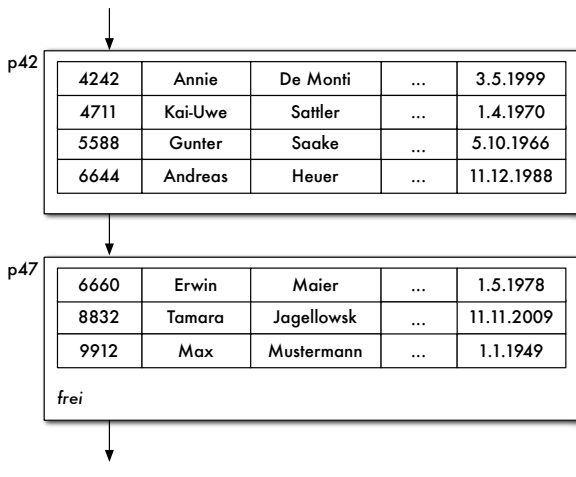 p42
4242 Annie De Monti ... 3.5.1999
4711 Kai-Uwe Sattler ... 1.4.1970
5588 Gunter Saake ... 5.10.1966
6644 Andreas Heuer ... 11.12.1988
p47
6660 Erwin Maier ... 1.5.1978
8832 Tamara Jagellowsk ... 11.11.2009
9912 Max Mustermann ... 1.1.1949
frei